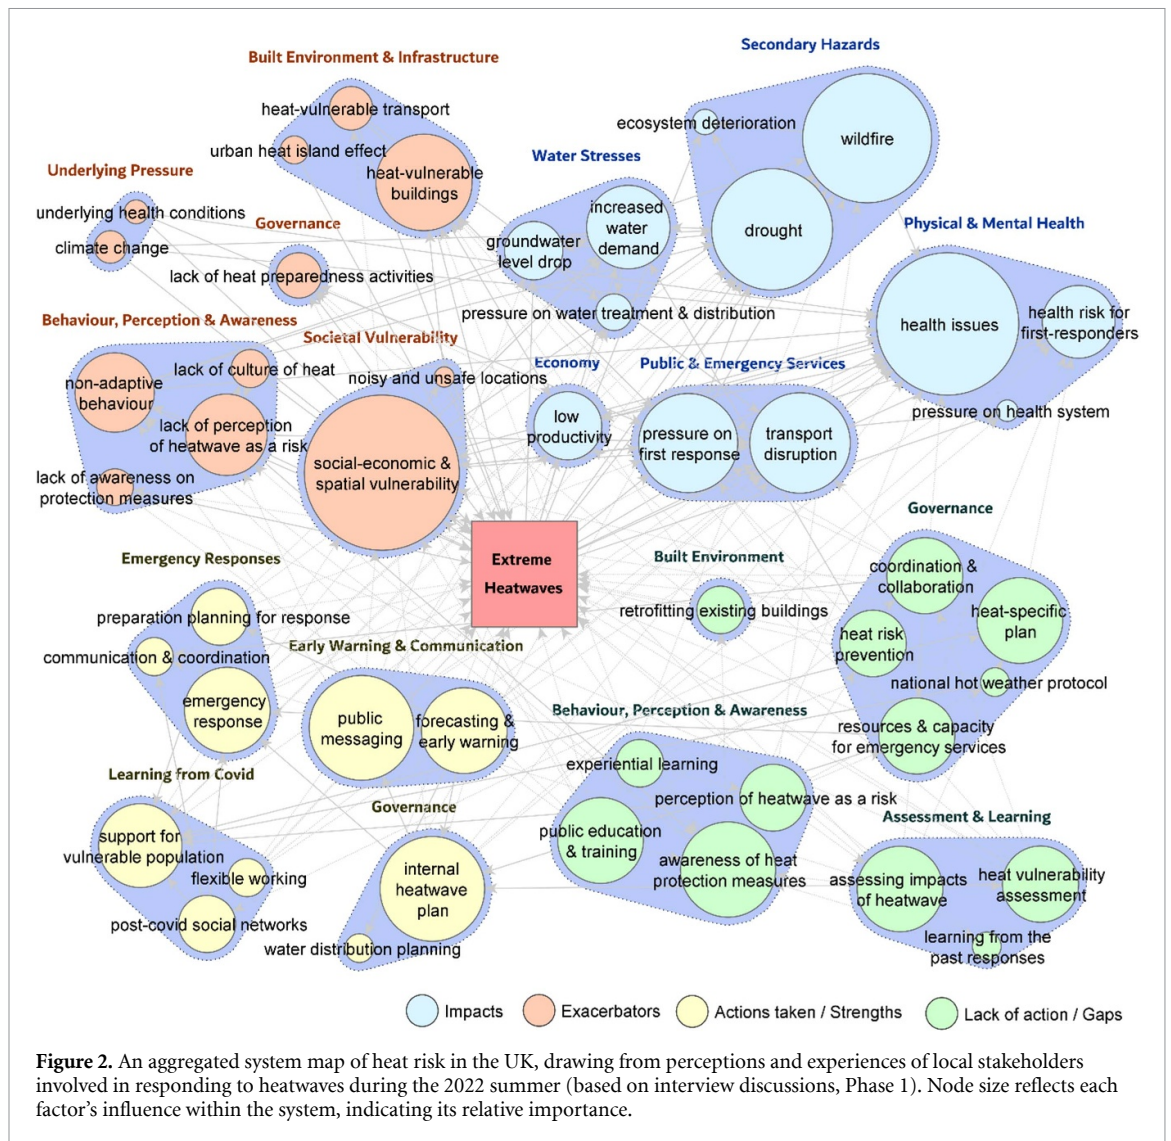 Secondary Hazards
Built Environment & Infrastructure
heat-vulnerable transport
ecosystem deterioration
wildfire
urban heat island effect
Water Stresses
heat-vulnerable
buildings
Underlying Pressure
increased
water
demand
underlying health conditions
Governance
drought
Physical & Mental Health
climate change
groundwater
level drop
lack of heat preparedness activities
pressure on water treatment & distribution
health issues
health risk for
first-responders
Behaviour, Perception & Awareness
Societal Vulnerability
lack of culture of heat
noisy and unsafe locations
Economy
Public & Emergency Services
non-adaptive
behaviour
low
productivity
pressure on health system
lack of perception
of heatwave as a risk
pressure on
first response
transport
disruption
social-economic &
spatial vulnerability
lack of awareness on
protection measures
Governance
Extreme
Heatwaves
Emergency Responses
Built Environment
coordination &
collaboration
preparation planning for response
retrofitting existing buildings
heat-specific
plan
heat risk
prevention
communication & coordination
Early Warning & Communication
national hot weather protocol
emergency
response
public
messaging
forecasting &
early warning
Behaviour, Perception & Awareness
resources & capacity
for emergency services
Learning from Covid
experiential learning
Governance
perception of heatwave as a risk
Assessment & Learning
support for
vulnerable population
public education
& training
flexible working
internal
heatwave
plan
awareness of heat
protection measures
assessing impacts
of heatwave
heat vulnerability
assessment
post-covid social networks
water distribution planning
learning from the
past responses
Impacts
Exacerbators
Actions taken / Strengths
Lack of action / Gaps
Figure 2. An aggregated system map of heat risk in the UK, drawing from perceptions and experiences of local stakeholders
involved in responding to heatwaves during the 2022 summer (based on interview discussions, Phase 1). Node size reflects each
factor's influence within the system, indicating its relative importance.